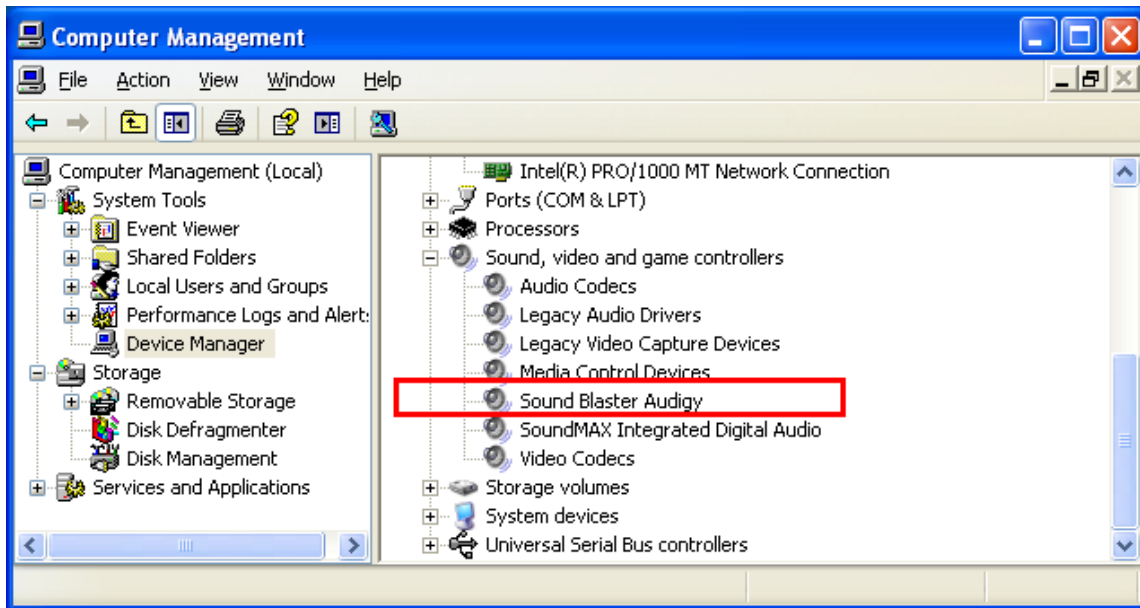 Computer Management
File Action View Window Help
Computer Management (Local)
System Tools
Event Viewer
Shared Folders
Local Users and Groups
Performance Logs and Alert
Device Manager
Storage
Removable Storage
Disk Defragmenter
Disk Management
Services and Applications
Intel(R) PRO/1000 MT Network Connection
Ports (COM & LPT)
Processors
Sound, video and game controllers
Audio Codecs
Legacy Audio Drivers
Legacy Video Capture Devices
Media Control Devices
Sound Blaster Audigy
SoundMAX Integrated Digital Audio
Video Codecs
Storage volumes
System devices
Universal Serial Bus controllers